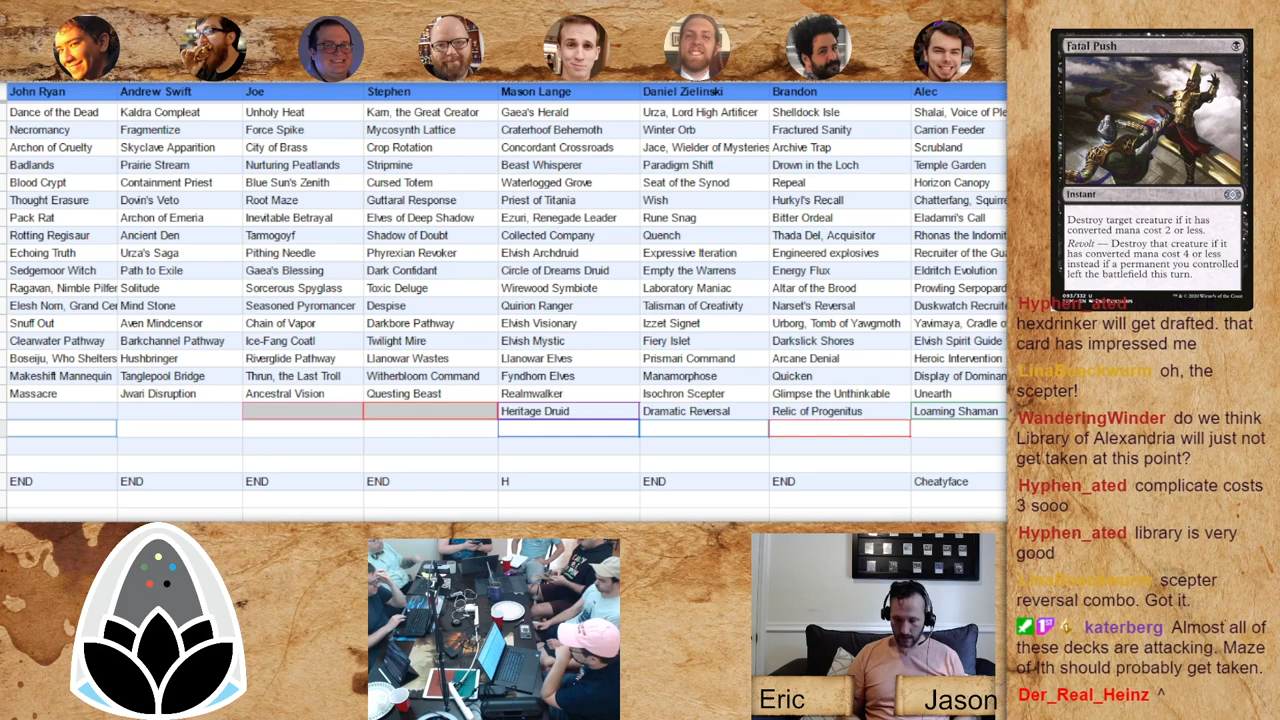 John Ryan Andrew Swift Joe Stephen Mason Lange Daniel Zielinski Brandon Alec
Dance of the Dead Kaldra Compleat Unholy Heat Karn, the Great Creator Gaea's Herald Urza, Lord High Artificer Shelldock Isle Shalai, Voice of Ple
Necromancy Fragmentize Force Spike Mycosynth Lattice Craterhoof Behemoth Winter Orb Fractured Sanity Carrion Feeder
Archon of Cruelty Skyclave Apparition City of Brass Crop Rotation Concordant Crossroads Jace, Wielder of Mysteries Archive Trap Scrubland
Badlands Prairie Stream Nurturing Peatlands Stripmine Beast Whisperer Paradigm Shift Drown in the Loch Temple Garden
Blood Crypt Containment Priest Blue Sun's Zenith Cursed Totem Waterlogged Grove Seat of the Synod Repeal Horizon Canopy
Thought Erasure Dovin's Veto Root Maze Guttural Response Priest of Titania Wish Hurkyl's Recall Chatterfang, Squirre
Pack Rat Archon of Emeria Inevitable Betrayal Elves of Deep Shadow Ezuri, Renegade Leader Rune Snag Bitter Ordeal Eladamri's Call
Rotting Regisaur Ancient Den Tarmogoyf Shadow of Doubt Collected Company Quench Thada Del, Acquisitor Rhonas the Indomit
Echoing Truth Urza's Saga Pithing Needle Phyrexian Revoker Elvish Archdruid Expressive Iteration Engineered explosives Recruiter of the Gua
Sedgemoor Witch Path to Exile Gaea's Blessing Dark Confidant Circle of Dreams Druid Empty the Warrens Energy Flux Eldritch Evolution
Ragavan, Nimble Pilfer Solitude Sorcerous Spyglass Toxic Deluge Wirewood Symbiote Laboratory Maniac Altar of the Brood Prowling Serpopard
Elesh Norn, Grand Cer Mind Stone Seasoned Pyromancer Despise Quirion Ranger Talisman of Creativity Narset's Reversal Duskwatch Recruite
Snuff Out Aven Mindcensor Chain of Vapor Darkbore Pathway Elvish Visionary Izzet Signet Urborg, Tomb of Yawgmoth Yavimaya, Cradle o
Clearwater Pathway Barkchannel Pathway Ice-Fang Coatl Twilight Mire Elvish Mystic Fiery Islet Darkslick Shores Elvish Spirit Guide
Boseiju, Who Shelters Hushbringer Riverglide Pathway Llanowar Wastes Llanowar Elves Prismari Command Arcane Denial Heroic Intervention
Makeshift Mannequin Tanglepool Bridge Thrun, the Last Troll Witherbloom Command Fyndhorn Elves Manamorphose Quicken Display of Dominan
Massacre Jwari Disruption Ancestral Vision Questing Beast Realmwalker Isochron Scepter Glimpse the Unthinkable Unearth
Heritage Druid Dramatic Reversal Relic of Progenitus Loaming Shaman
END END END END H END END Cheatyface
Fatal Push
Instant
Destroy target creature if it has
converted mana cost 2 or less.
Revolt — Destroy that creature if it
has converted mana cost 4 or less
instead if a permanent you controlled
left the battlefield this turn.
Hyphen_ated
hexdrinker will get drafted. that
card has impressed me
LinaBoeckwurm oh, the
scepter!
WanderingWinder do we think
Library of Alexandria will just not
get taken at this point?
Hyphen_ated complicate costs
3 sooo
Hyphen_ated library is very
good
LinaBoeckwurm scepter
reversal combo. Got it.
1ST katerberg Almost all of
these decks are attacking. Maze
of Ith should probably get taken.
Der_Real_Heinz ^
Eric Jason